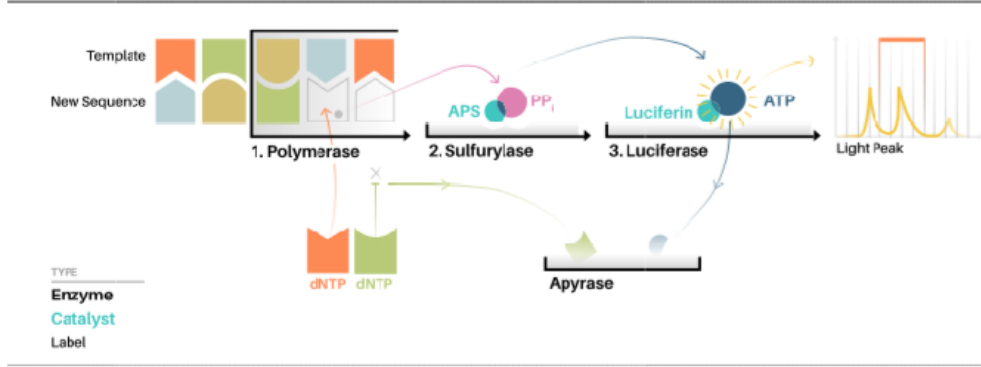 Template
New Sequence
APS
PPi
Luciferin
ATP
1. Polymerase
2. Sulfurylase
3. Luciferase
Light Peak
×
dNTP
dNTP
Apyrase
TYPE
Enzyme
Catalyst
Label